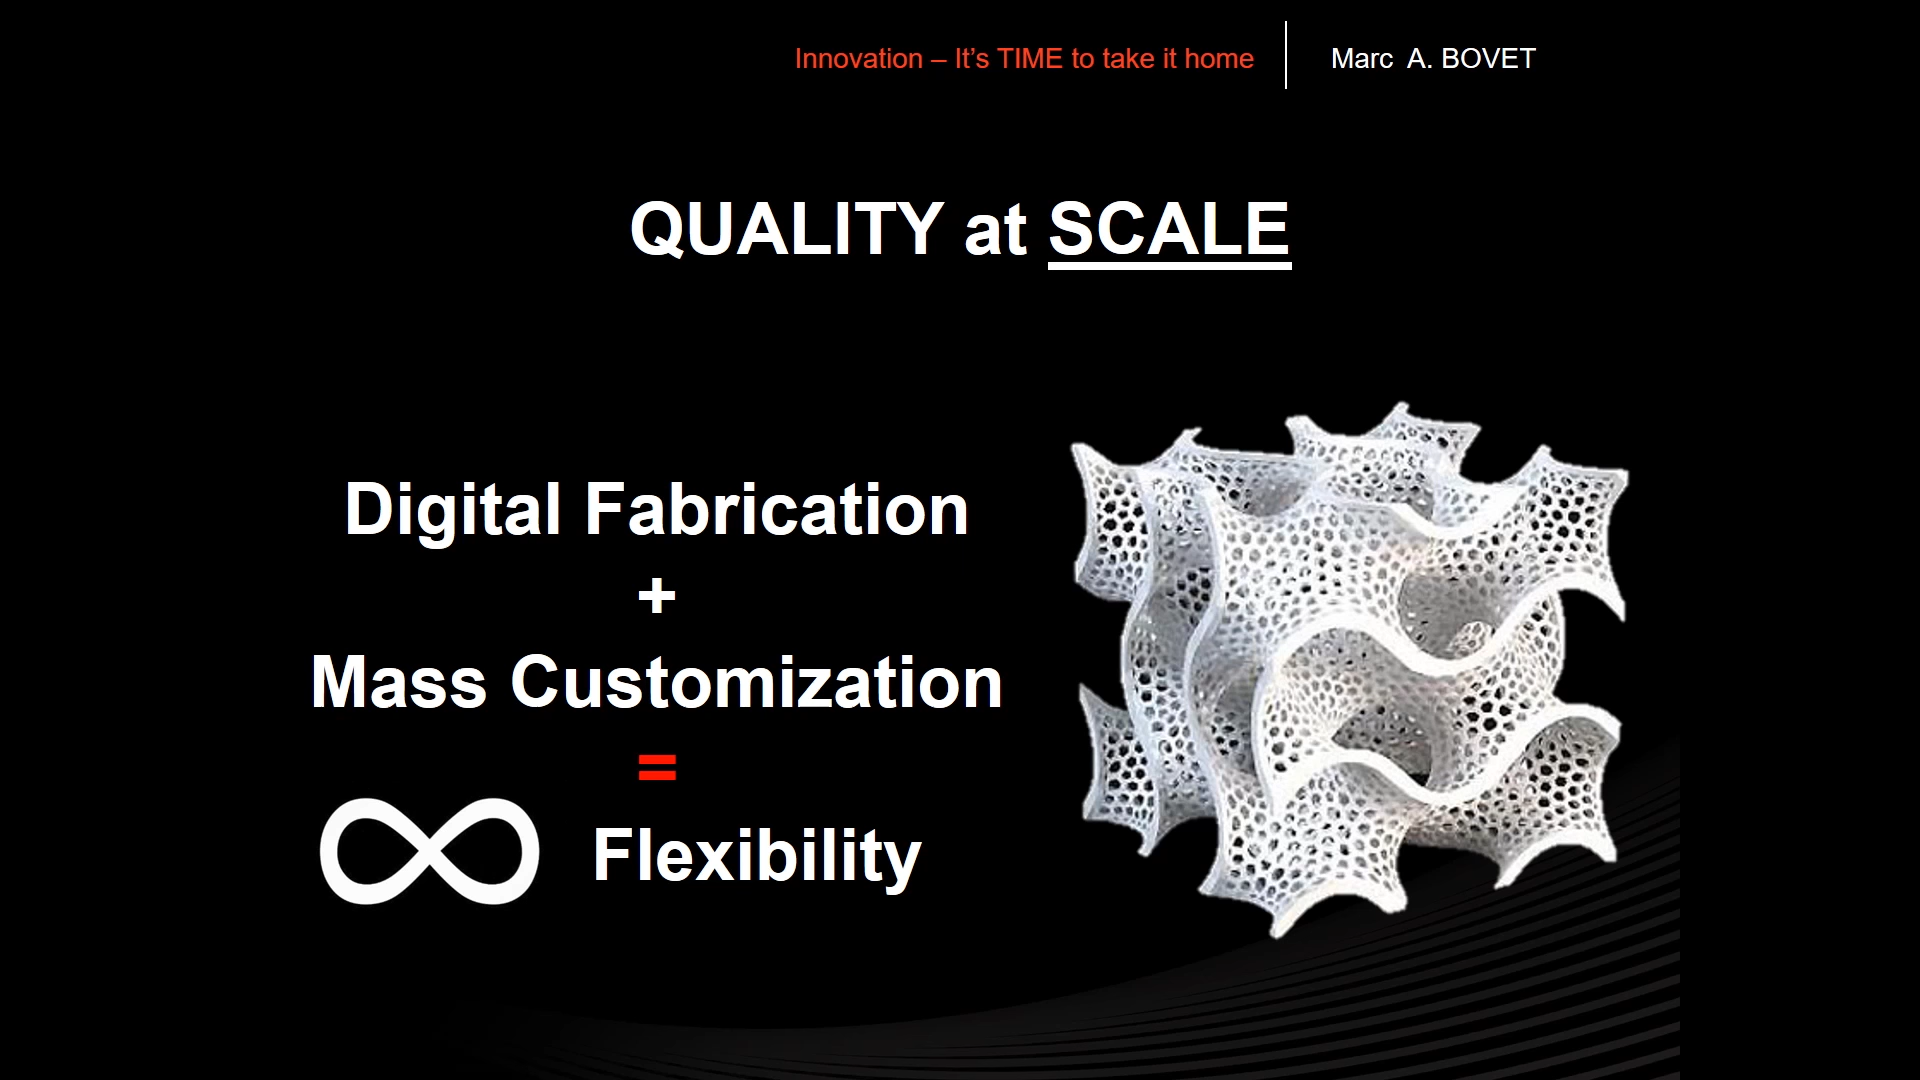 Innovation – It’s TIME to take it home
Marc A. BOVET
QUALITY at SCALE
Digital Fabrication
+
Mass Customization
=
∞ Flexibility